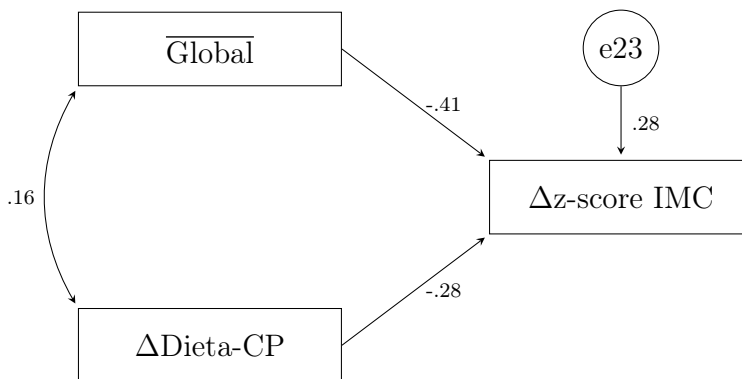 Global
e23
-.41
.28
.16
Δz-score IMC
-.28
ΔDieta-CP